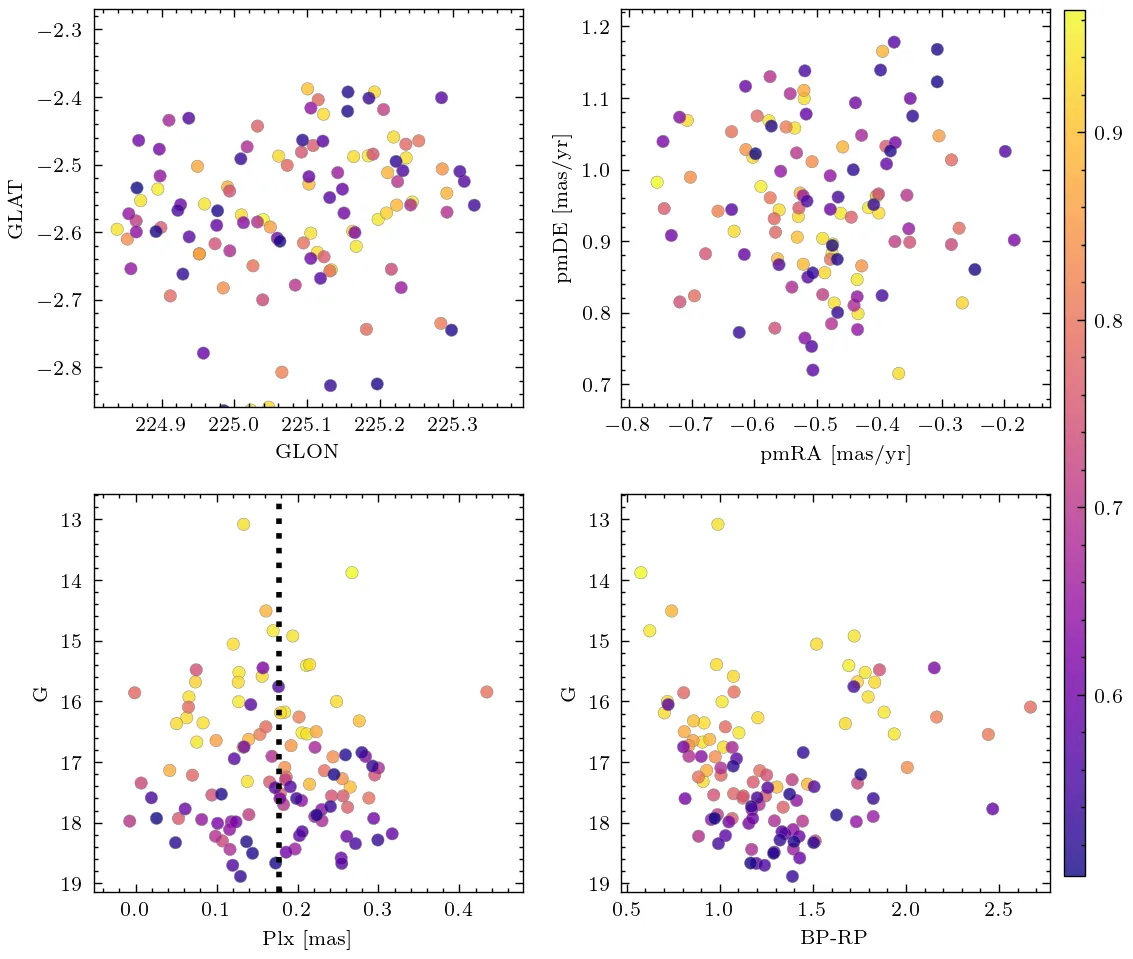 −2.3
−2.4
−2.5
−2.6
−2.7
−2.8
GLAT
224.9 225.0 225.1 225.2 225.3
GLON
1.2
1.1
1.0
0.9
0.8
0.7
pmDE [mas/yr]
−0.8 −0.7 −0.6 −0.5 −0.4 −0.3 −0.2
pmRA [mas/yr]
0.9
0.8
0.7
0.6
13
14
15
16
17
18
19
G
0.0 0.1 0.2 0.3 0.4
Plx [mas]
13
14
15
16
17
18
19
G
0.5 1.0 1.5 2.0 2.5
BP-RP